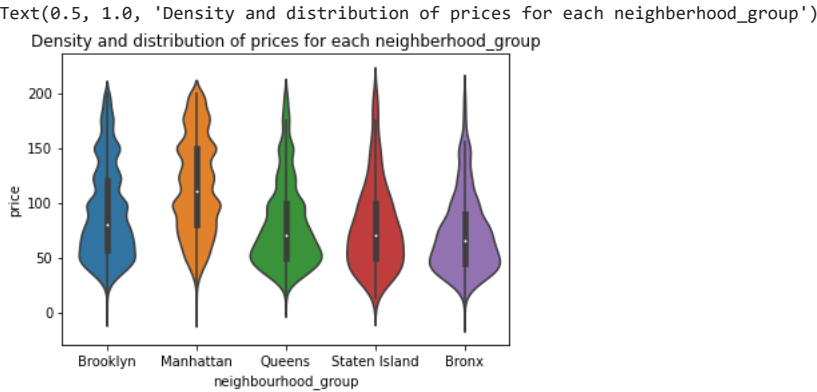 Text(0.5, 1.0, 'Density and distribution of prices for each neighberhood_group')
Density and distribution of prices for each neighberhood_group
200
150
100
50
0
price
Brooklyn Manhattan Queens Staten Island Bronx
neighbourhood_group